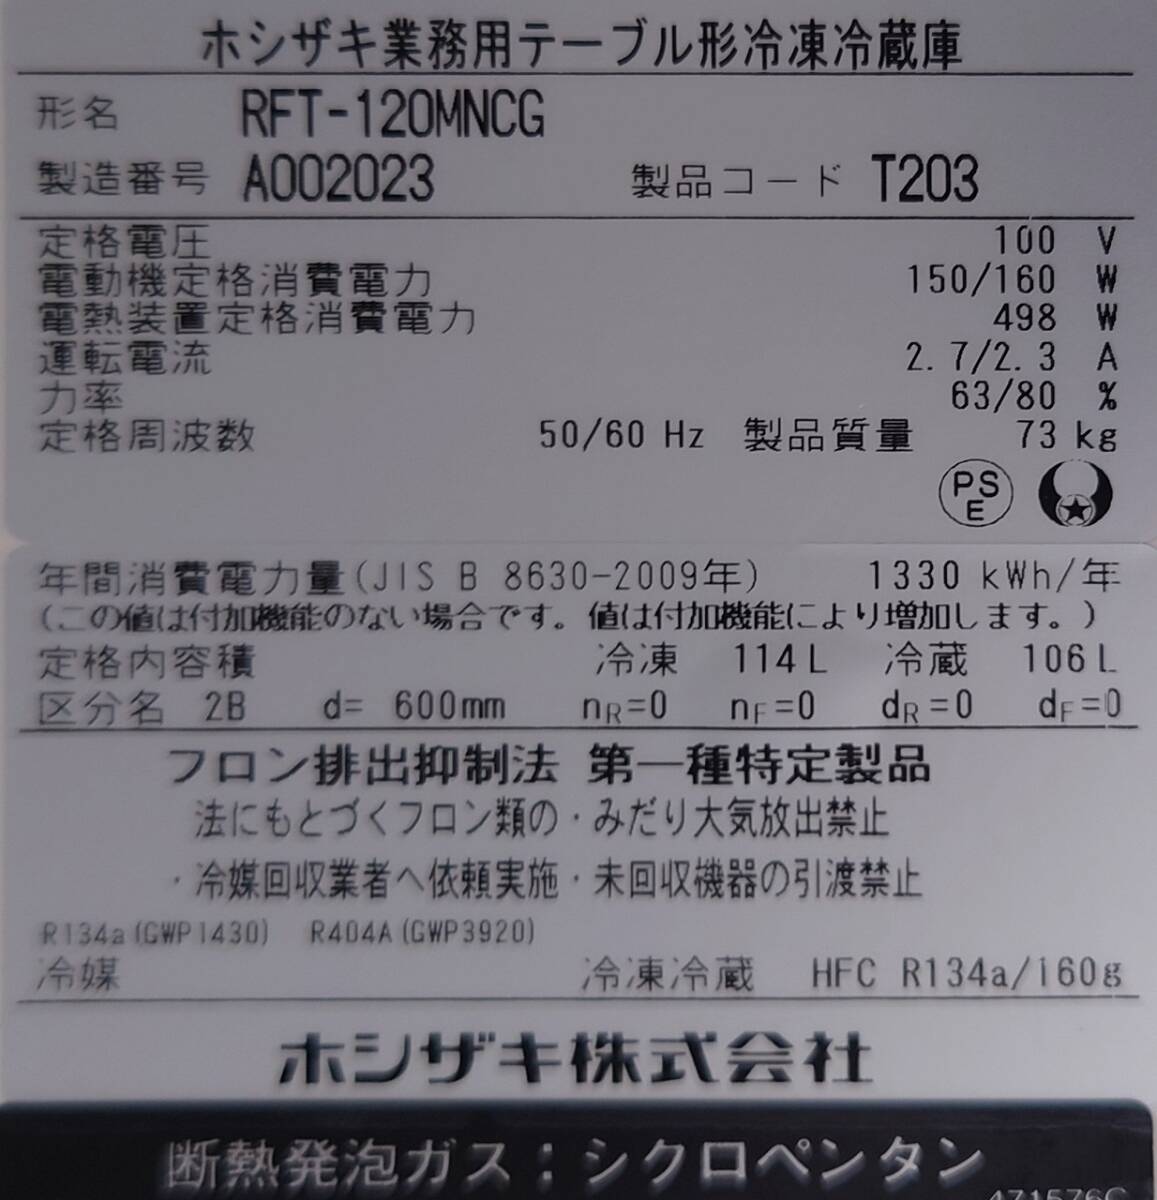 ホシザキ業務用テーブル形冷凍冷蔵庫
形名 RFT-120MNCG
製造番号 A002023 製品コード T203
定格電圧 100 V
電動機定格消費電力 150/160 W
電熱装置定格消費電力 498 W
運転電流 2.7/2.3 A
力率 63/80 %
定格周波数 50/60 Hz 製品質量 73 kg
PS E
年間消費電力量(JIS B 8630-2009年) 1330 kWh/年
(この値は付加機能のない場合です。値は付加機能により増加します。)
定格内容積 冷凍 114L 冷蔵 106L
区分名 2B d= 600mm nR=0 nF=0 dR=0 dF=0
フロン排出抑制法 第一種特定製品
法にもとづくフロン類の・みだり大気放出禁止
・冷媒回収業者へ依頼実施・未回収機器の引渡禁止
R134a(GWP1430) R404A(GWP3920)
冷媒 冷凍冷蔵 HFC R134a/160g
ホシザキ株式会社
断熱発泡ガス:シクロペンタン